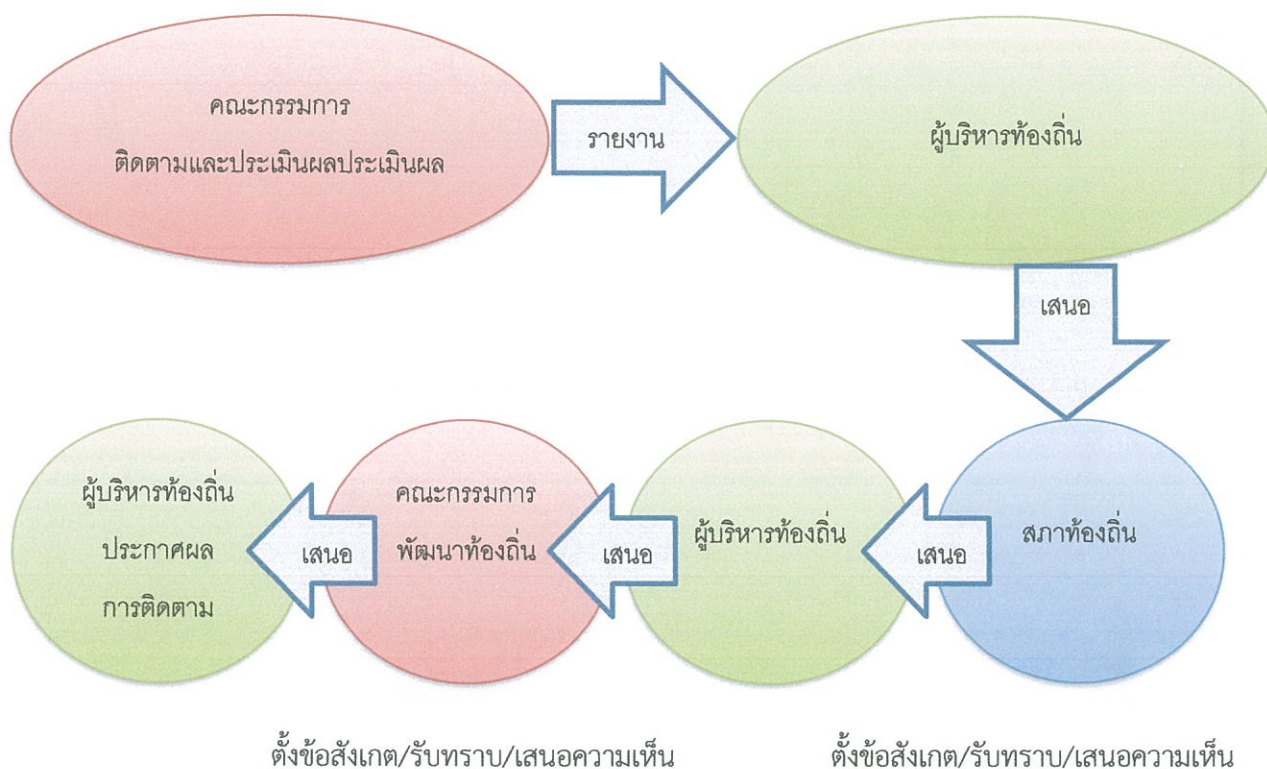 คณะกรรมการ
ติดตามและประเมินผลประเมินผล
รายงาน
ผู้บริหารท้องถิ่น
เสนอ
สภาท้องถิ่น
เสนอ
ผู้บริหารท้องถิ่น
เสนอ
คณะกรรมการ
พัฒนาท้องถิ่น
เสนอ
ผู้บริหารท้องถิ่น
ประกาศผล
การติดตาม
ตั้งข้อสังเกต/รับทราบ/เสนอความเห็น
ตั้งข้อสังเกต/รับทราบ/เสนอความเห็น